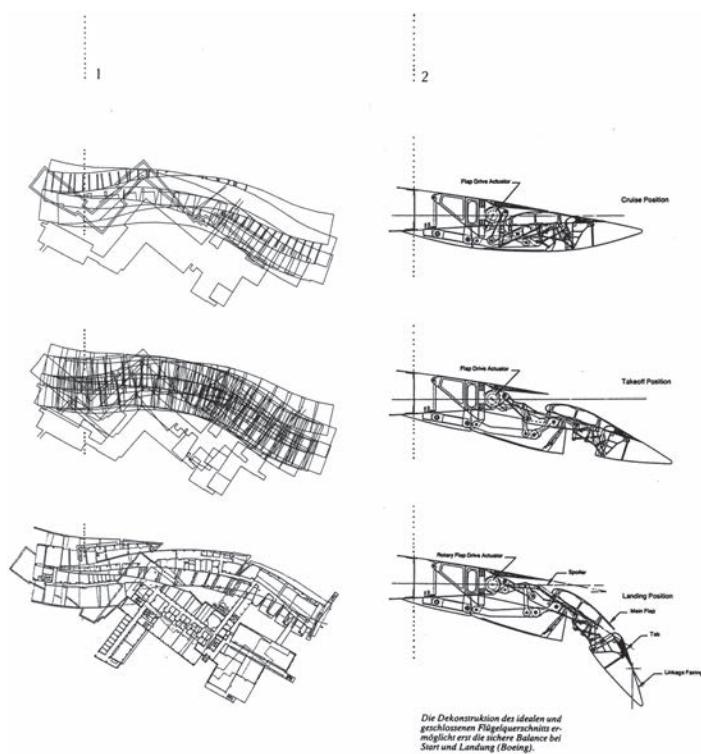 1
2
Flap Drive Actuator
Cruise Position
Flap Drive Actuator
Takeoff Position
Rotary Flap Drive Actuator
Spoiler
Landing Position
Main Flap
Tab
Linkage Fairing
Die Dekonstruktion des idealen und
geschlossenen Flügelquerschnitts er-
möglicht erst die sichere Balance bei
Start und Landung (Boeing).